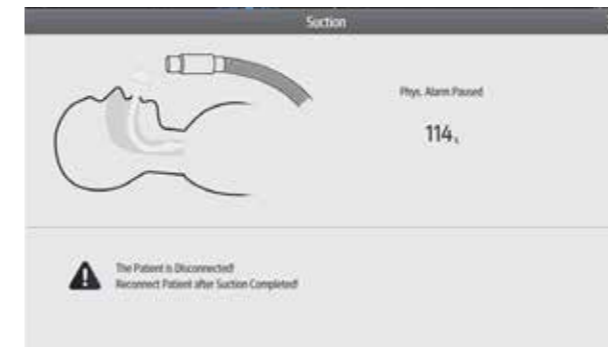 Suction
Phys. Alarm Paused
114 s
The Patient is Disconnected!
Reconnect Patient after Suction Completed!